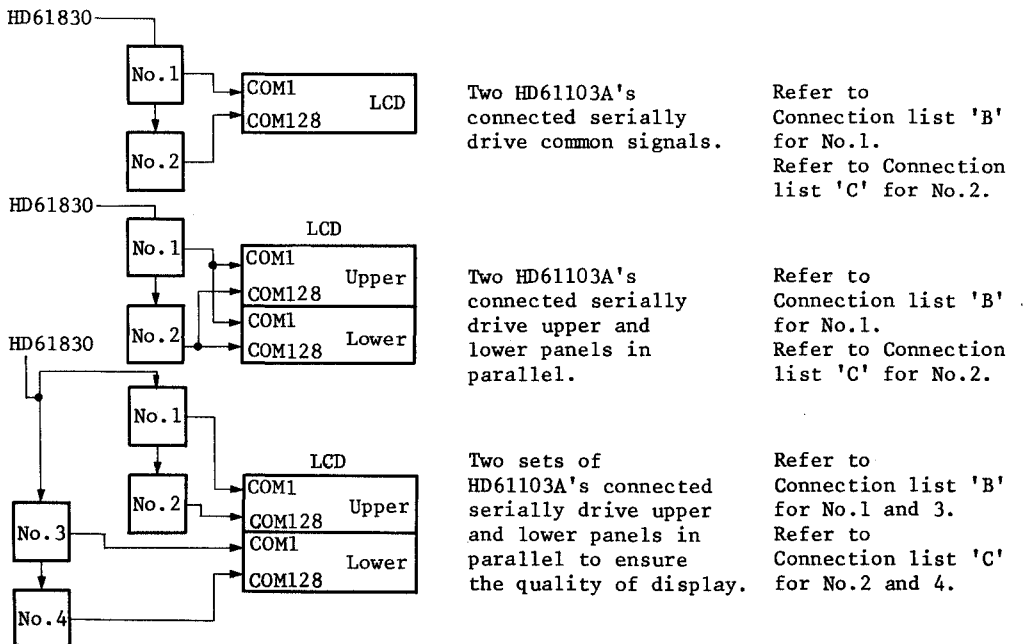 HD61830
No.1
No.2
COM1
COM128
LCD
Two HD61103A's
connected serially
drive common signals.
Refer to
Connection list 'B'
for No.1.
Refer to Connection
list 'C' for No.2.
HD61830
No.1
No.2
LCD
COM1
Upper
COM128
COM1
Lower
COM128
Two HD61103A's
connected serially
drive upper and
lower panels in
parallel.
Refer to
Connection list 'B'
for No.1.
Refer to Connection
list 'C' for No.2.
HD61830
No.1
No.2
No.3
No.4
LCD
COM1
Upper
COM128
COM1
Lower
COM128
Two sets of
HD61103A's connected
serially drive upper
and lower panels in
parallel to ensure
the quality of display.
Refer to
Connection list 'B'
for No.1 and 3.
Refer to
Connection list 'C'
for No.2 and 4.